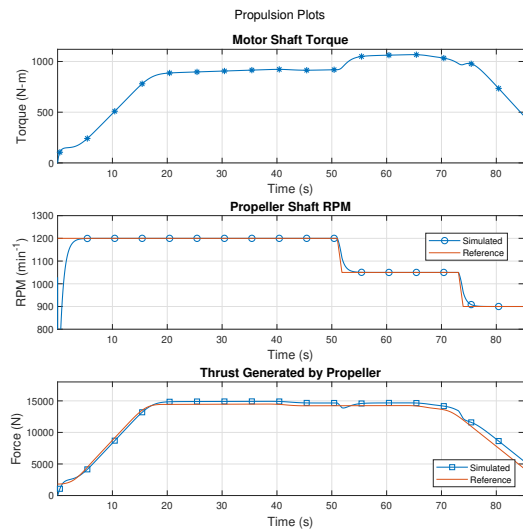 Propulsion Plots
Motor Shaft Torque
Torque (N- m)
1000
500
0
10 20 30 40 50 60 70 80
Time (s)
Propeller Shaft RPM
RPM (min⁻¹)
1300
1200
1100
1000
900
800
Simulated
Reference
10 20 30 40 50 60 70 80
Time (s)
Thrust Generated by Propeller
Force (N)
15000
10000
5000
0
Simulated
Reference
10 20 30 40 50 60 70 80
Time (s)